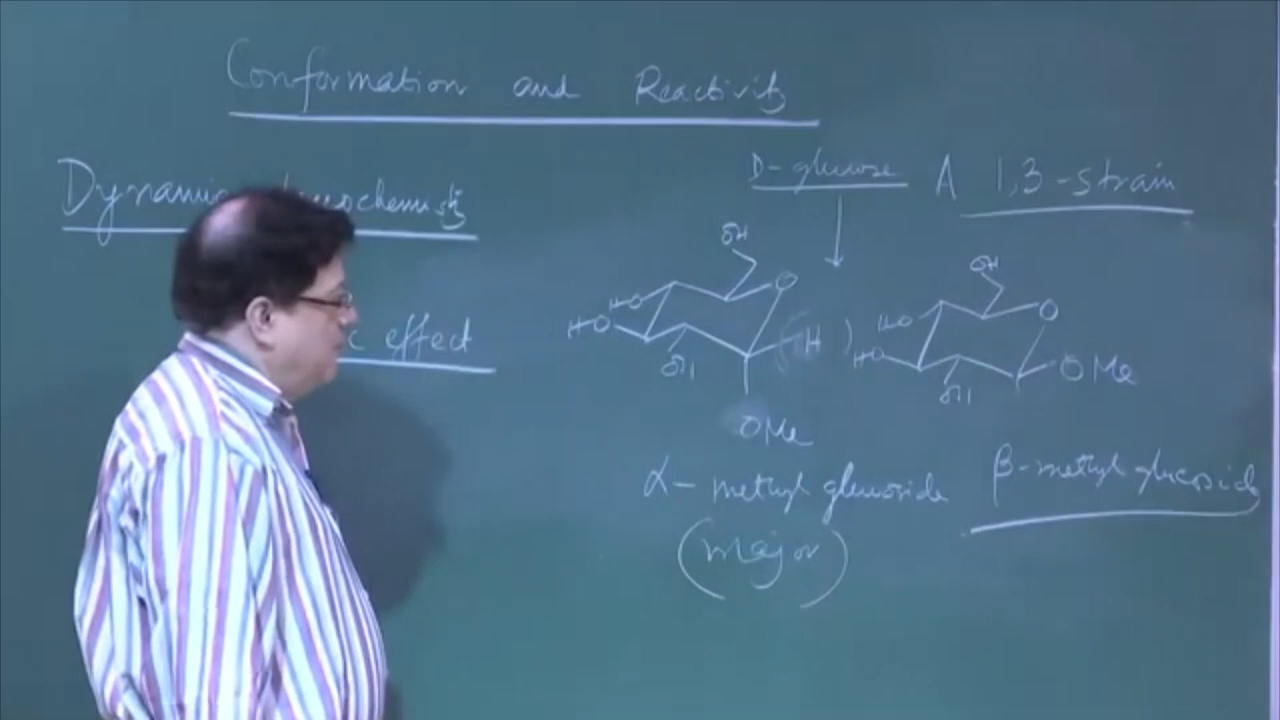 Conformation and Reactivity
D-glucose
A 1,3-strain
c effect
OH
O
HO
HO
OH
H
OMe
OH
O
HO
HO
OH
OMe
α-methyl glucoside
(major)
β-methyl glucoside